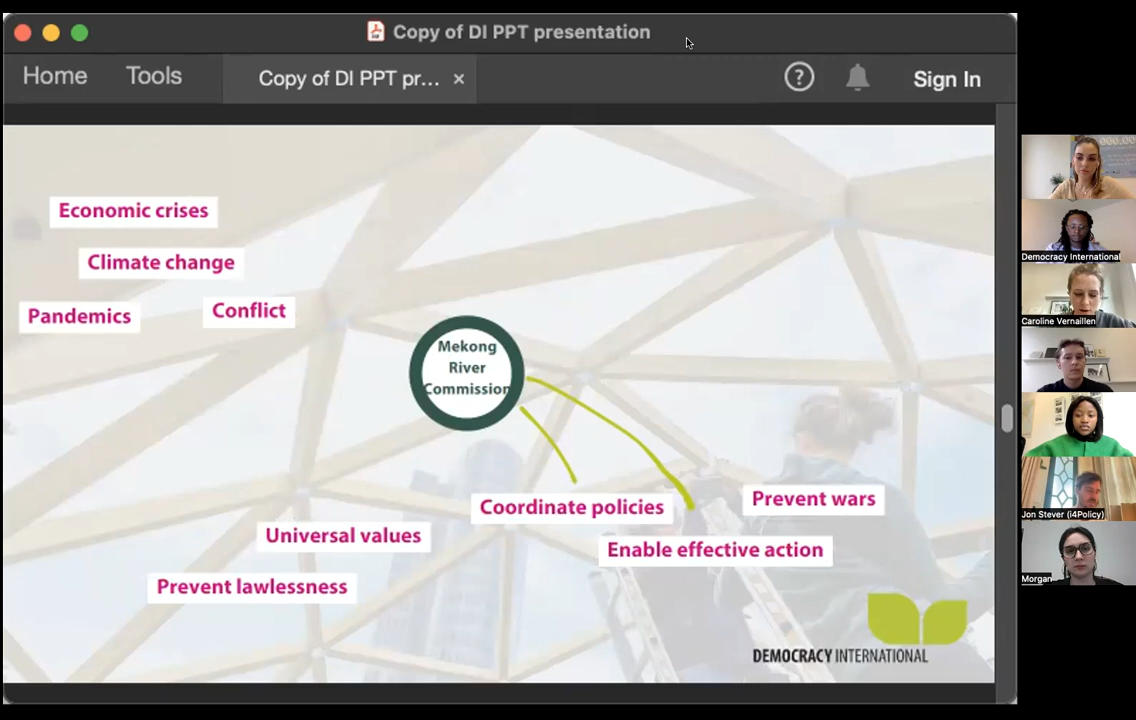 Copy of DI PPT presentation
Home
Tools
Copy of DI PPT pr... ×
?
Sign In
Economic crises
Climate change
Pandemics
Conflict
Mekong
River
Commission
Coordinate policies
Prevent wars
Universal values
Enable effective action
Prevent lawlessness
DEMOCRACY INTERNATIONAL
Democracy International
Caroline Vernaillen
Jon Stever (i4Policy)
Morgan